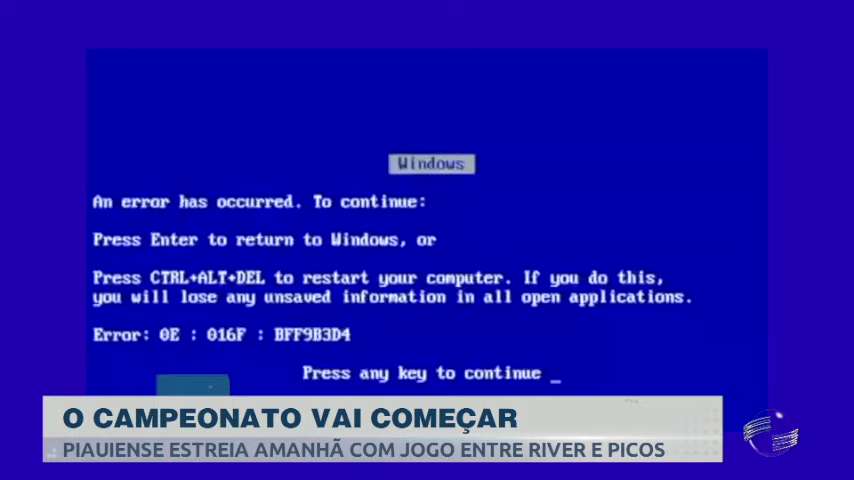 Windows
An error has occurred. To continue:
Press Enter to return to Windows, or
Press CTRL+ALT+DEL to restart your computer. If you do this,
you will lose any unsaved information in all open applications.
Error: 0E : 016F : BFF9B3D4
Press any key to continue _
O CAMPEONATO VAI COMEÇAR
PIAUIENSE ESTREIA AMANHÃ COM JOGO ENTRE RIVER E PICOS